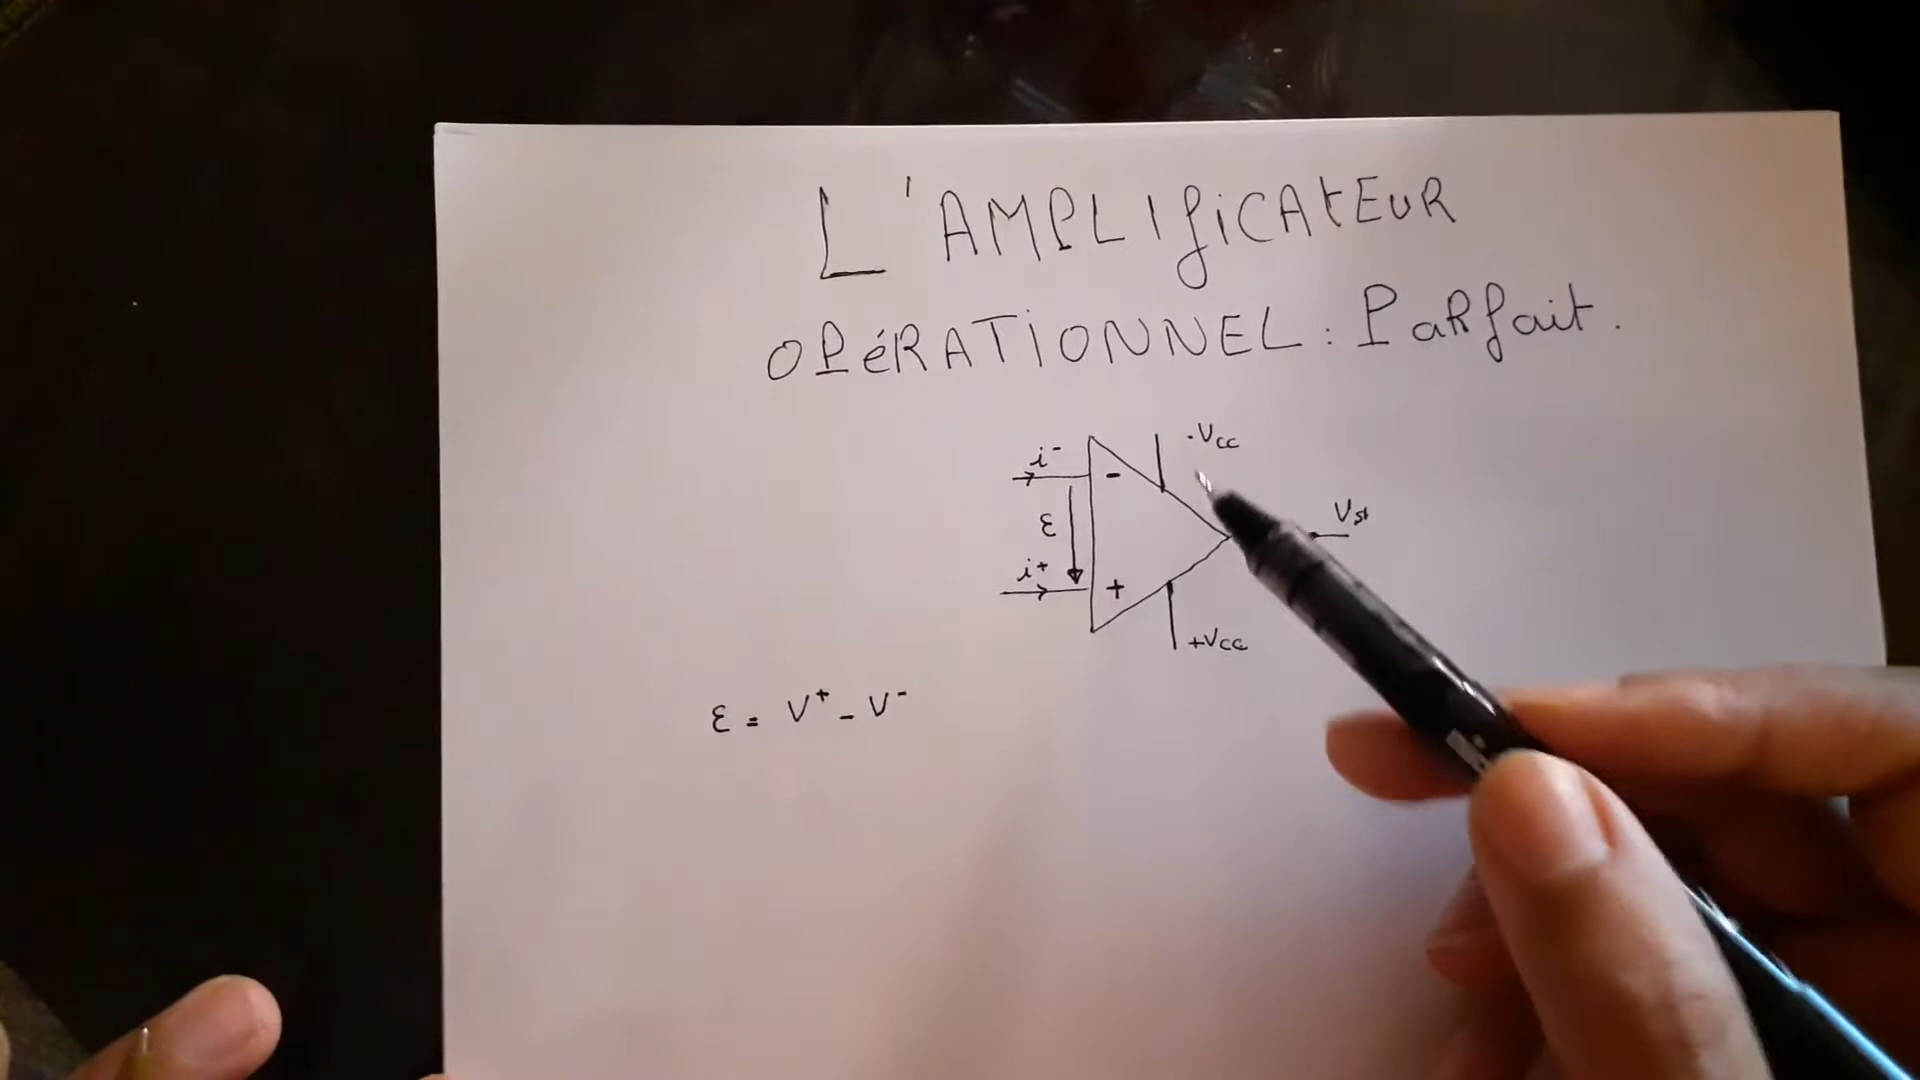 L'AMPLIfiCAtEUR
OPéRATiONNEL : PaRfait.
i-
-Vcc
-
ε
Vs
i+
+
+Vcc
ε = V+ - V-